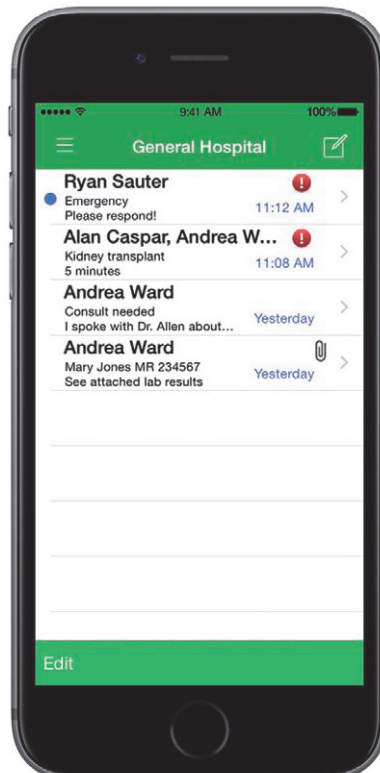 9:41 AM
100%
General Hospital
Ryan Sauter
Emergency
11:12 AM
Please respond!
Alan Caspar, Andrea W...
Kidney transplant
11:08 AM
5 minutes
Andrea Ward
Consult needed
Yesterday
I spoke with Dr. Allen about...
Andrea Ward
Mary Jones MR 234567
Yesterday
See attached lab results
Edit